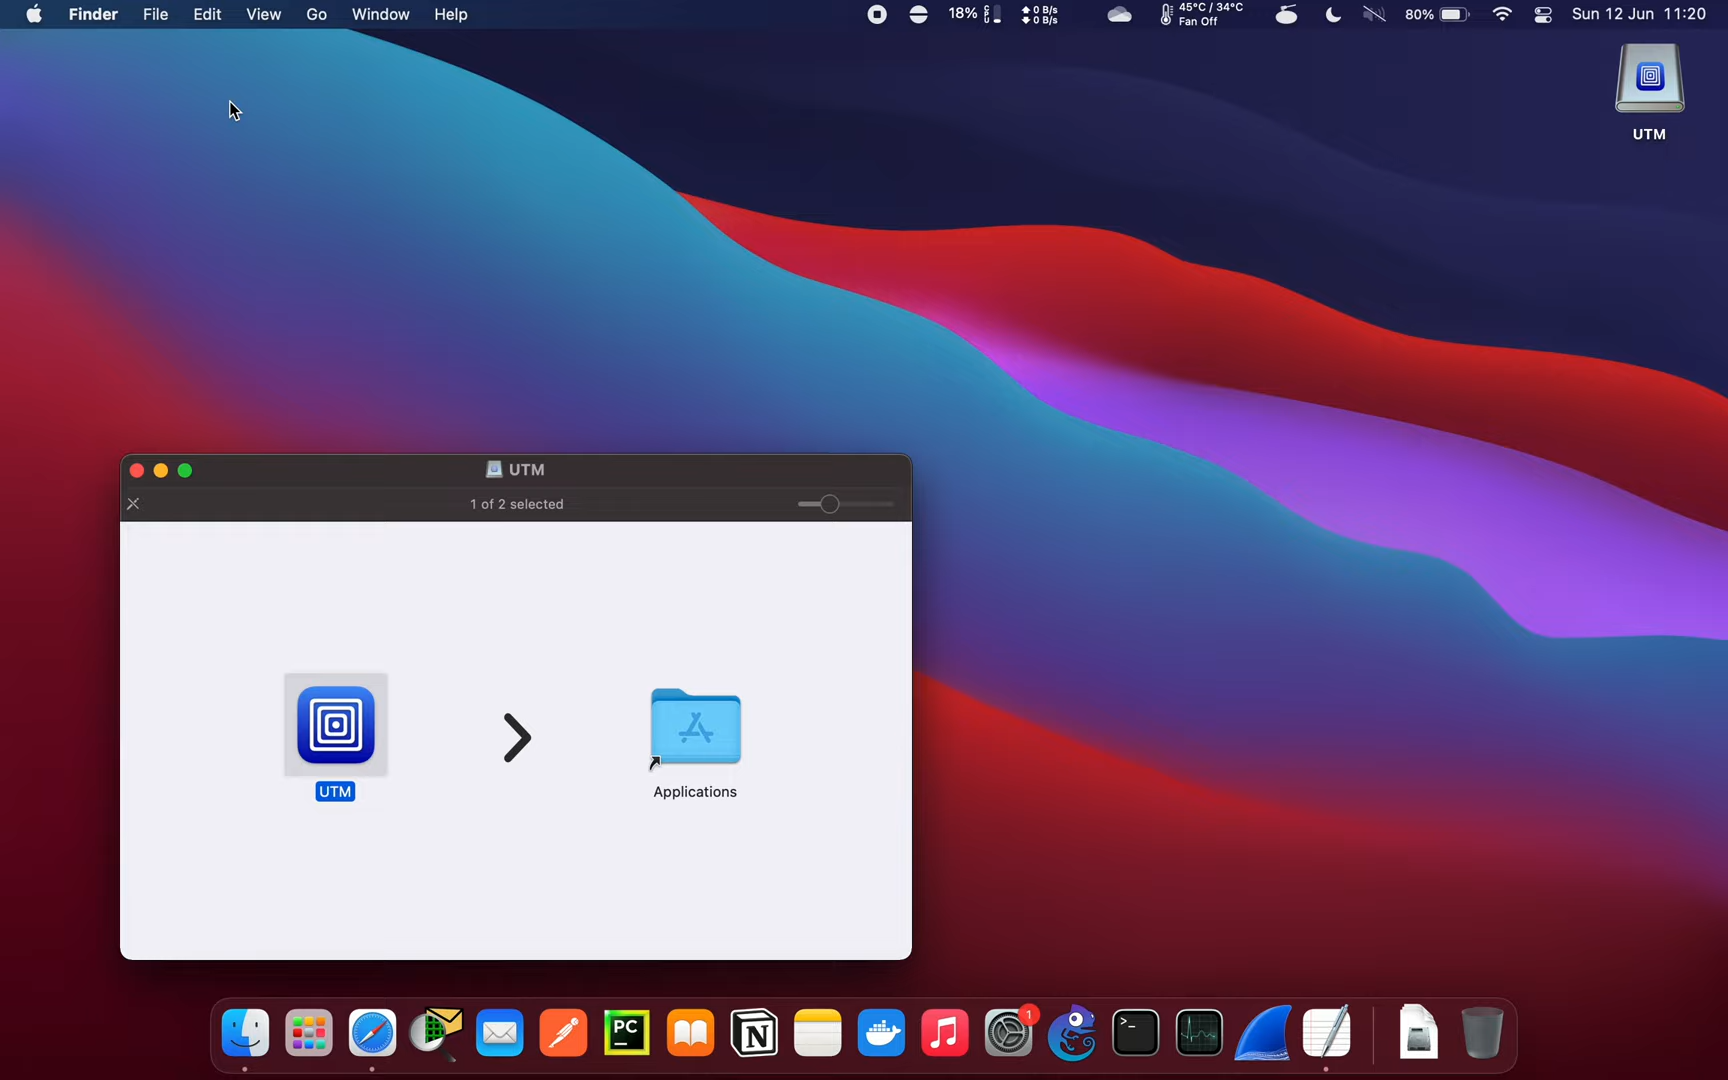 Finder File Edit View Go Window Help 18% CPU 0 B/s 0 B/s 45°C / 34°C Fan Off 80% Sun 12 Jun 11:20
UTM
UTM
1 of 2 selected
UTM
Applications
PC
N
1
>_